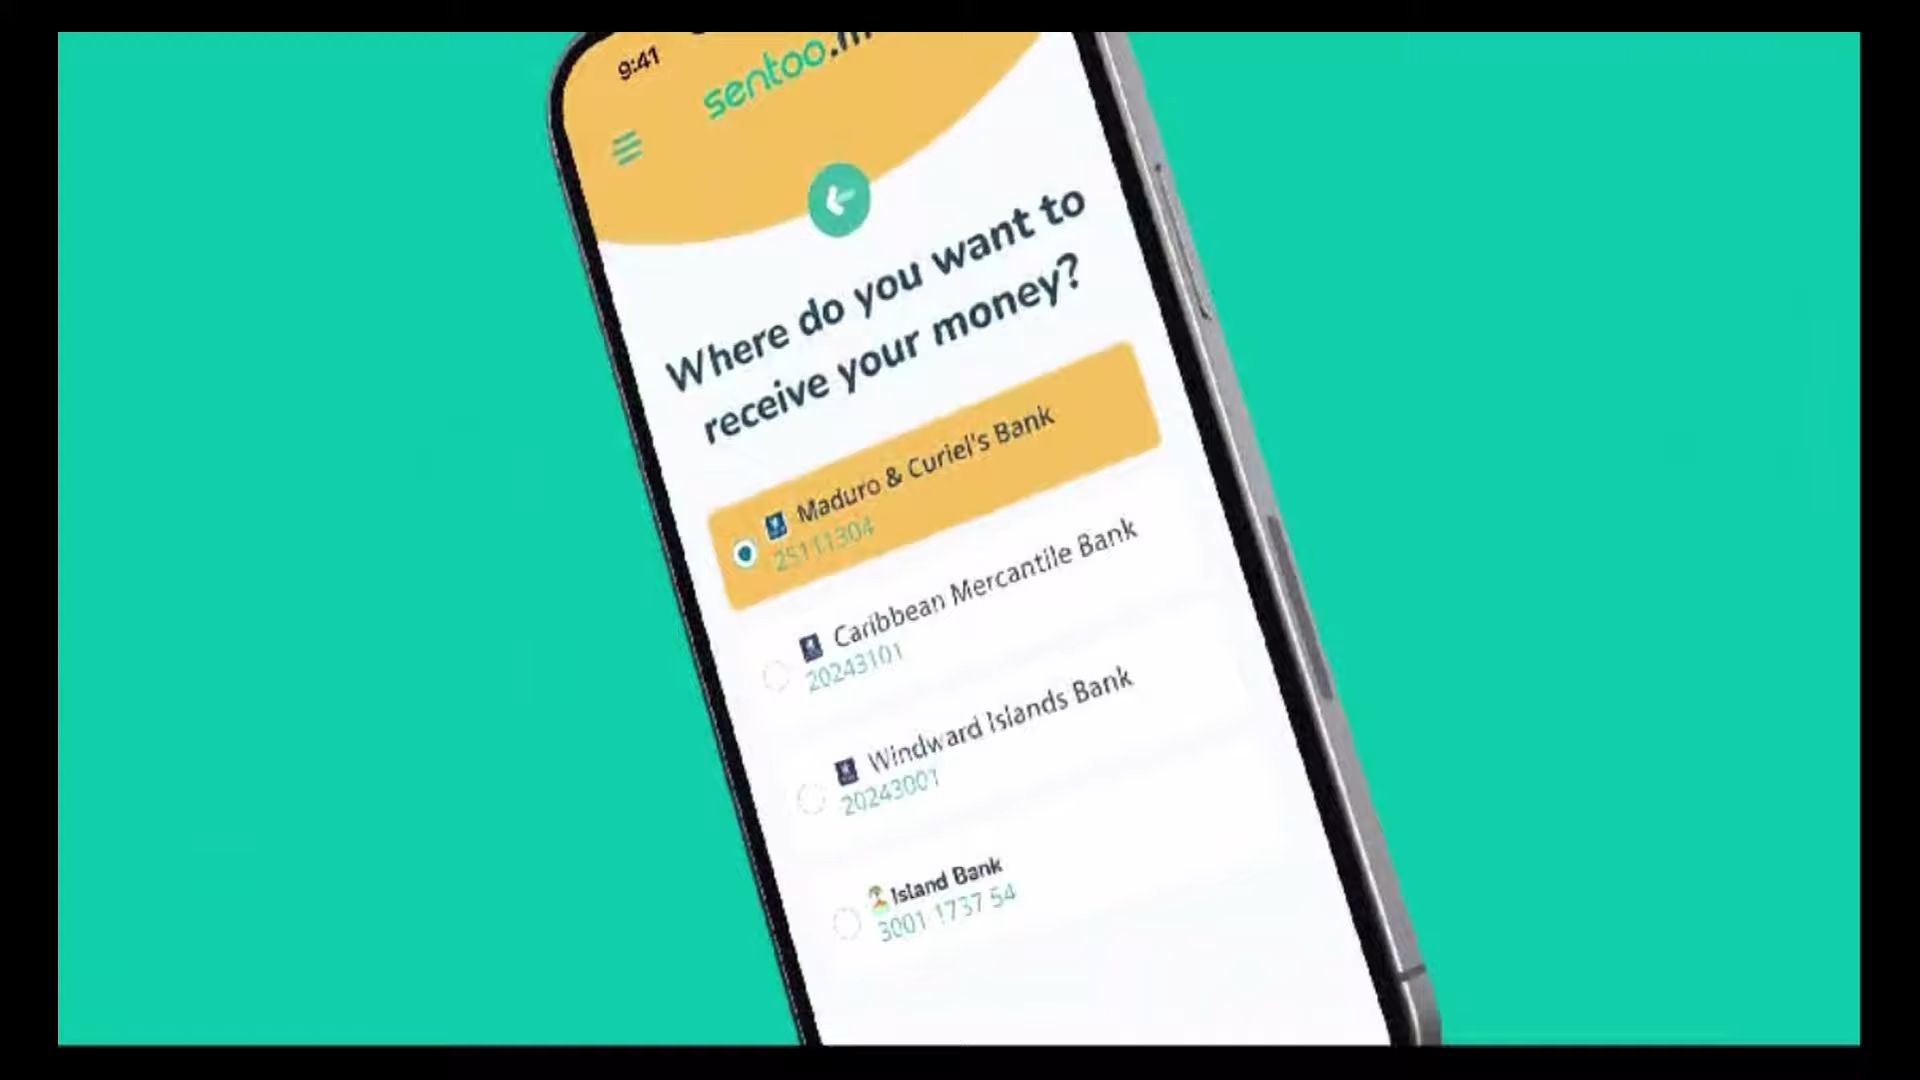 9:41
sentoo.m
Where do you want to
receive your money?
Maduro & Curiel's Bank
25111304
Caribbean Mercantile Bank
20243101
Windward Islands Bank
20243001
Island Bank
3001 1737 54